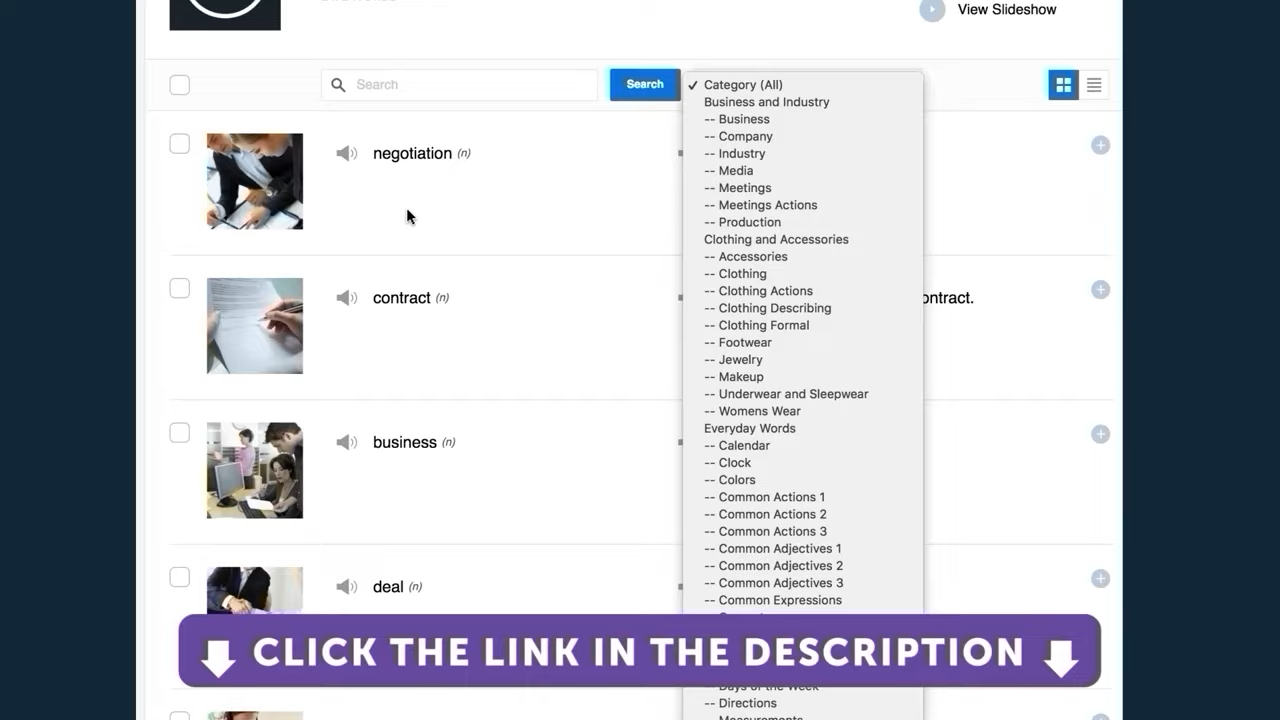 View Slideshow
Search
Search
Category (All)
Business and Industry
-- Business
-- Company
-- Industry
-- Media
-- Meetings
-- Meetings Actions
-- Production
Clothing and Accessories
-- Accessories
-- Clothing
-- Clothing Actions
-- Clothing Describing
-- Clothing Formal
-- Footwear
-- Jewelry
-- Makeup
-- Underwear and Sleepwear
-- Womens Wear
Everyday Words
-- Calendar
-- Clock
-- Colors
-- Common Actions 1
-- Common Actions 2
-- Common Actions 3
-- Common Adjectives 1
-- Common Adjectives 2
-- Common Adjectives 3
-- Common Expressions
-- Days of the Week
-- Directions
-- Measurements
negotiation (n)
contract (n)
ontract.
business (n)
deal (n)
CLICK THE LINK IN THE DESCRIPTION